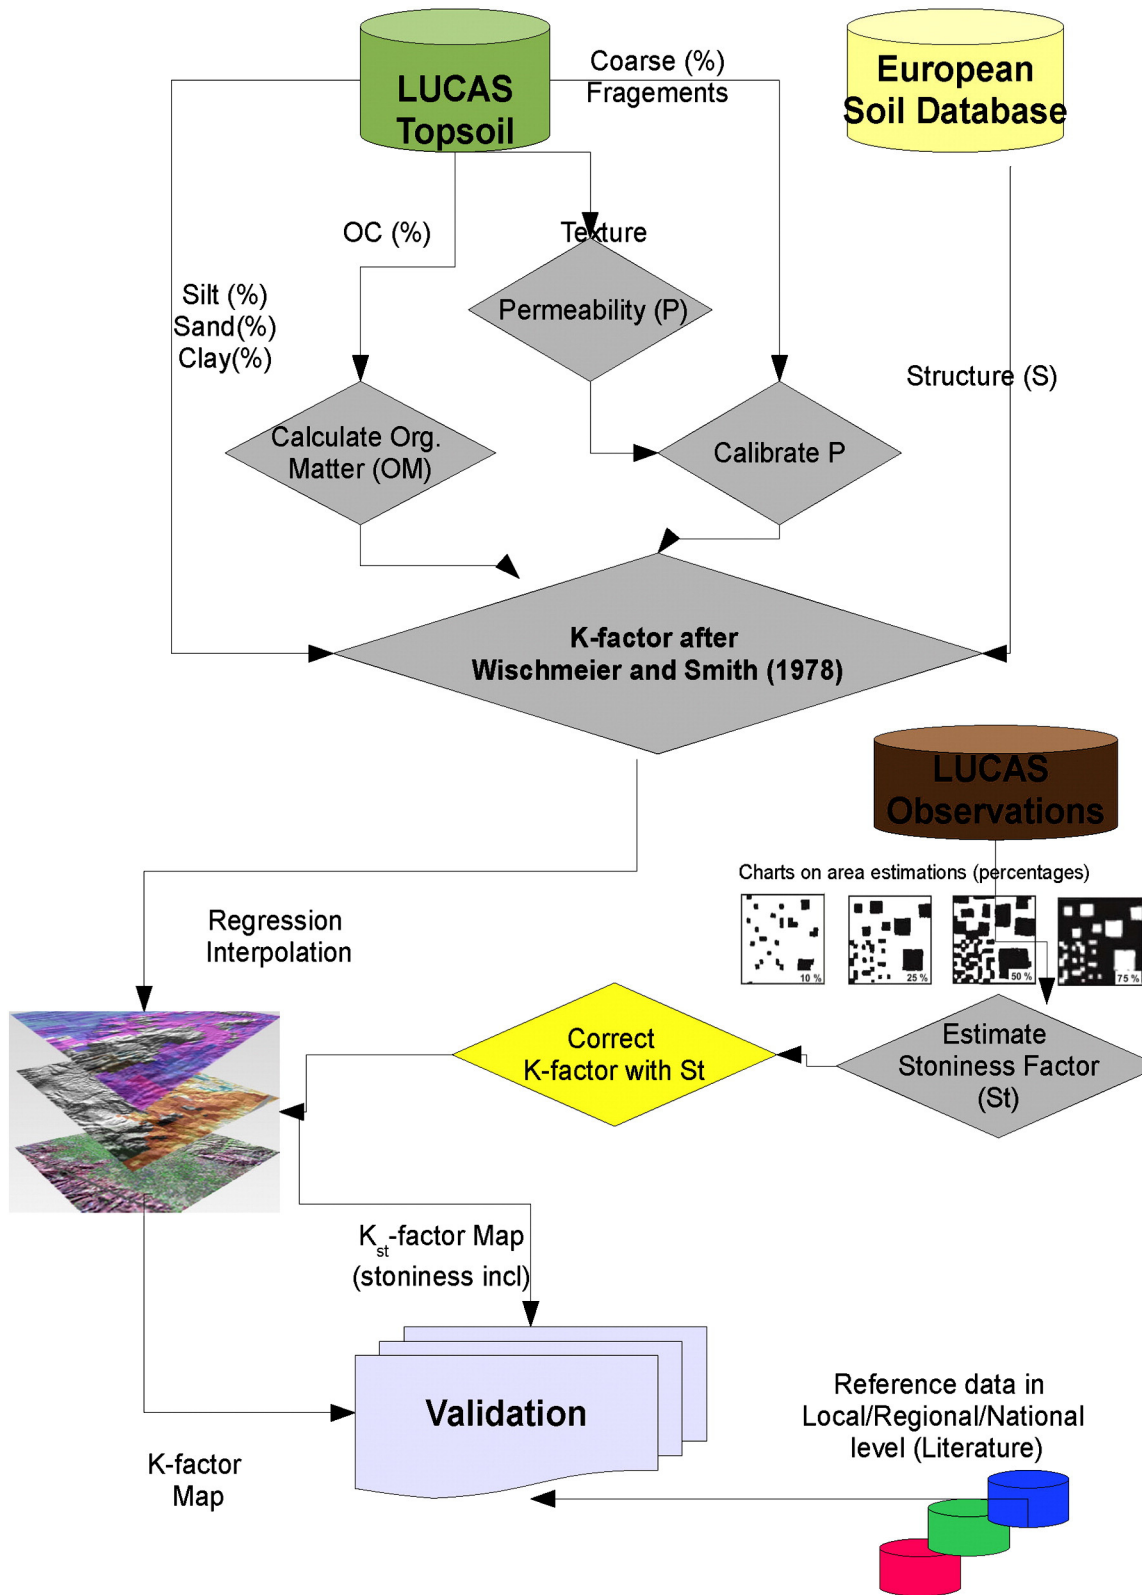 LUCAS
Topsoil
Coarse (%)
Fragements
European
Soil Database
OC (%)
Texture
Silt (%)
Sand(%)
Clay(%)
Permeability (P)
Structure (S)
Calculate Org.
Matter (OM)
Calibrate P
K-factor after
Wischmeier and Smith (1978)
LUCAS
Observations
Charts on area estimations (percentages)
10 %
25 %
50 %
75 %
Regression
Interpolation
Correct
K-factor with St
Estimate
Stoniness Factor
(St)
Kst-factor Map
(stoniness incl)
Validation
Reference data in
Local/Regional/National
level (Literature)
K-factor
Map